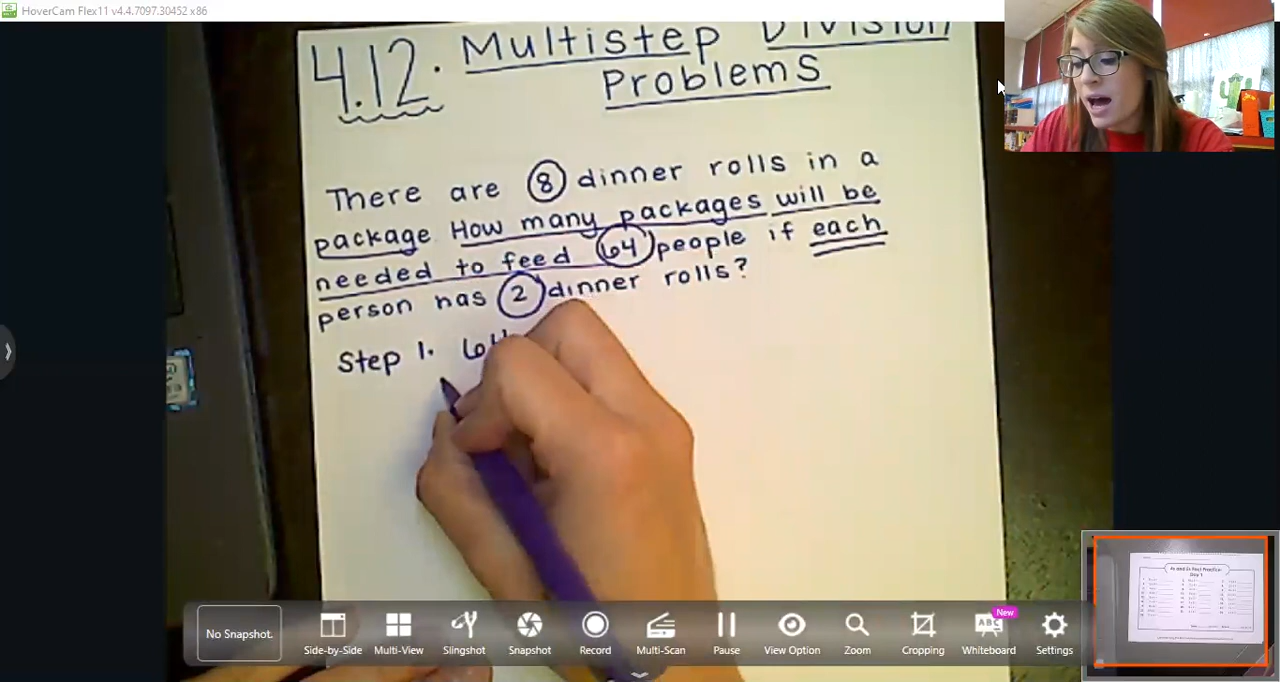 HoverCam Flex11 v4.4.7097.30452 x86
4.12. Multistep Division
Problems
There are 8 dinner rolls in a
package How many packages will be
needed to feed 64 people if each
person has 2 dinner rolls?
Step 1. 64
No Snapshot.
Side-by-Side
Multi-View
Slingshot
Snapshot
Record
Multi-Scan
Pause
View Option
Zoom
Cropping
New
ABC
Whiteboard
Settings